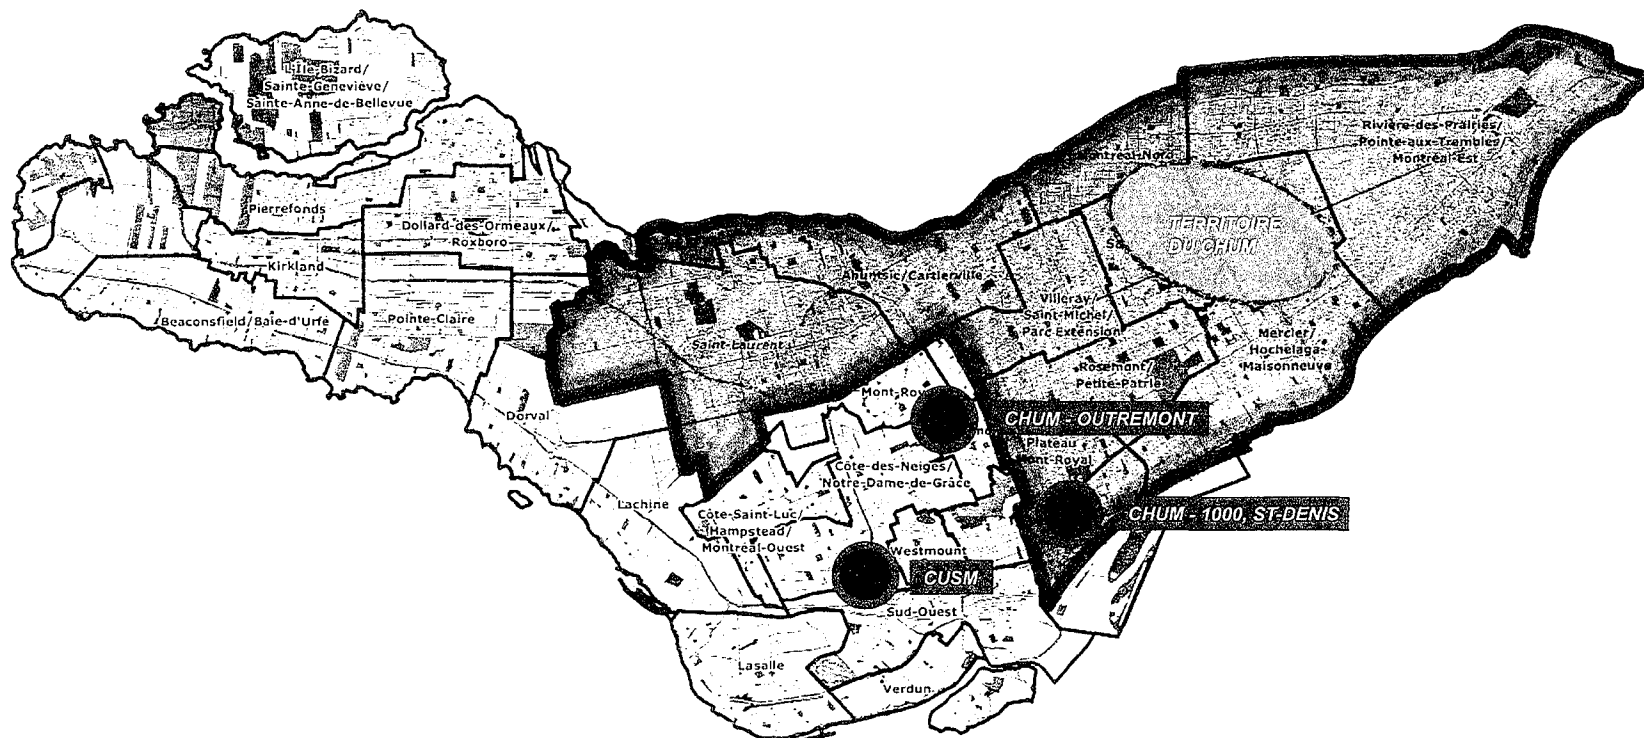 L'Île-Bizard/
Sainte-Geneviève/
Sainte-Anne-de-Bellevue
Pierrefonds
Dollard-des-Ormeaux/
Roxboro
Kirkland
Beaconsfield/Baie-d'Urfé
Pointe-Claire
Dorval
Lachine
Saint-Laurent
Ahuntsic/Cartierville
Montréal-Nord
Rivière-des-Prairies/
Pointe-aux-Trembles/
Montréal-Est
TERRITOIRE
DU CHUM
Villeray/
Saint-Michel/
Parc Extension
Mercier/
Hochelaga-
Maisonneuve
Rosemont/
Petite-Patrie
CHUM - OUTREMONT
Plateau
Mont-Royal
Côte-des-Neiges/
Notre-Dame-de-Grâce
Côte-Saint-Luc/
Hampstead/
Montréal-Ouest
CHUM - 1000, ST-DENIS
Westmount
CUSM
Sud-Ouest
Lasalle
Verdun